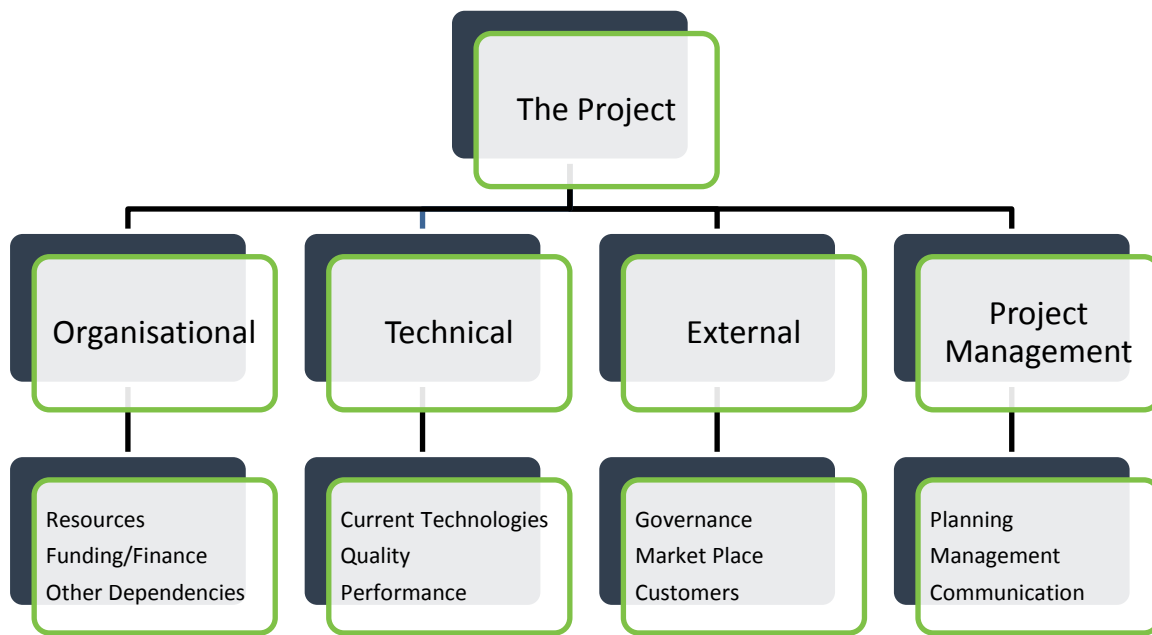 The Project
Organisational
Technical
External
Project
Management
Resources
Funding/Finance
Other Dependencies
Current Technologies
Quality
Performance
Governance
Market Place
Customers
Planning
Management
Communication